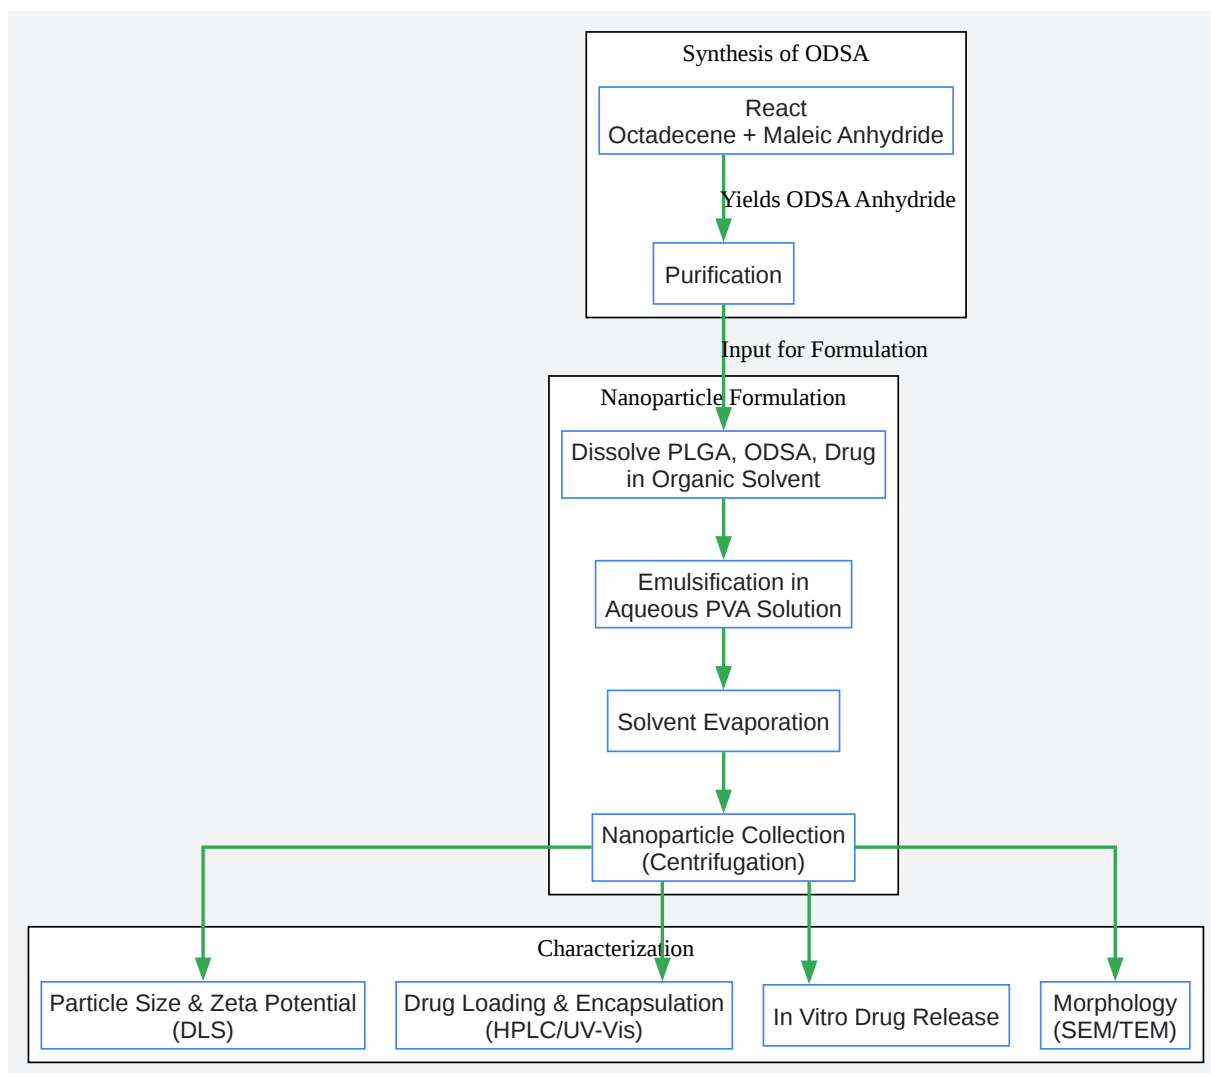 Synthesis of ODSA
React
Octadecene + Maleic Anhydride
Yields ODSA Anhydride
Purification
Input for Formulation
Nanoparticle Formulation
Dissolve PLGA, ODSA, Drug
in Organic Solvent
Emulsification in
Aqueous PVA Solution
Solvent Evaporation
Nanoparticle Collection
(Centrifugation)
Characterization
Particle Size & Zeta Potential
(DLS)
Drug Loading & Encapsulation
(HPLC/UV-Vis)
In Vitro Drug Release
Morphology
(SEM/TEM)